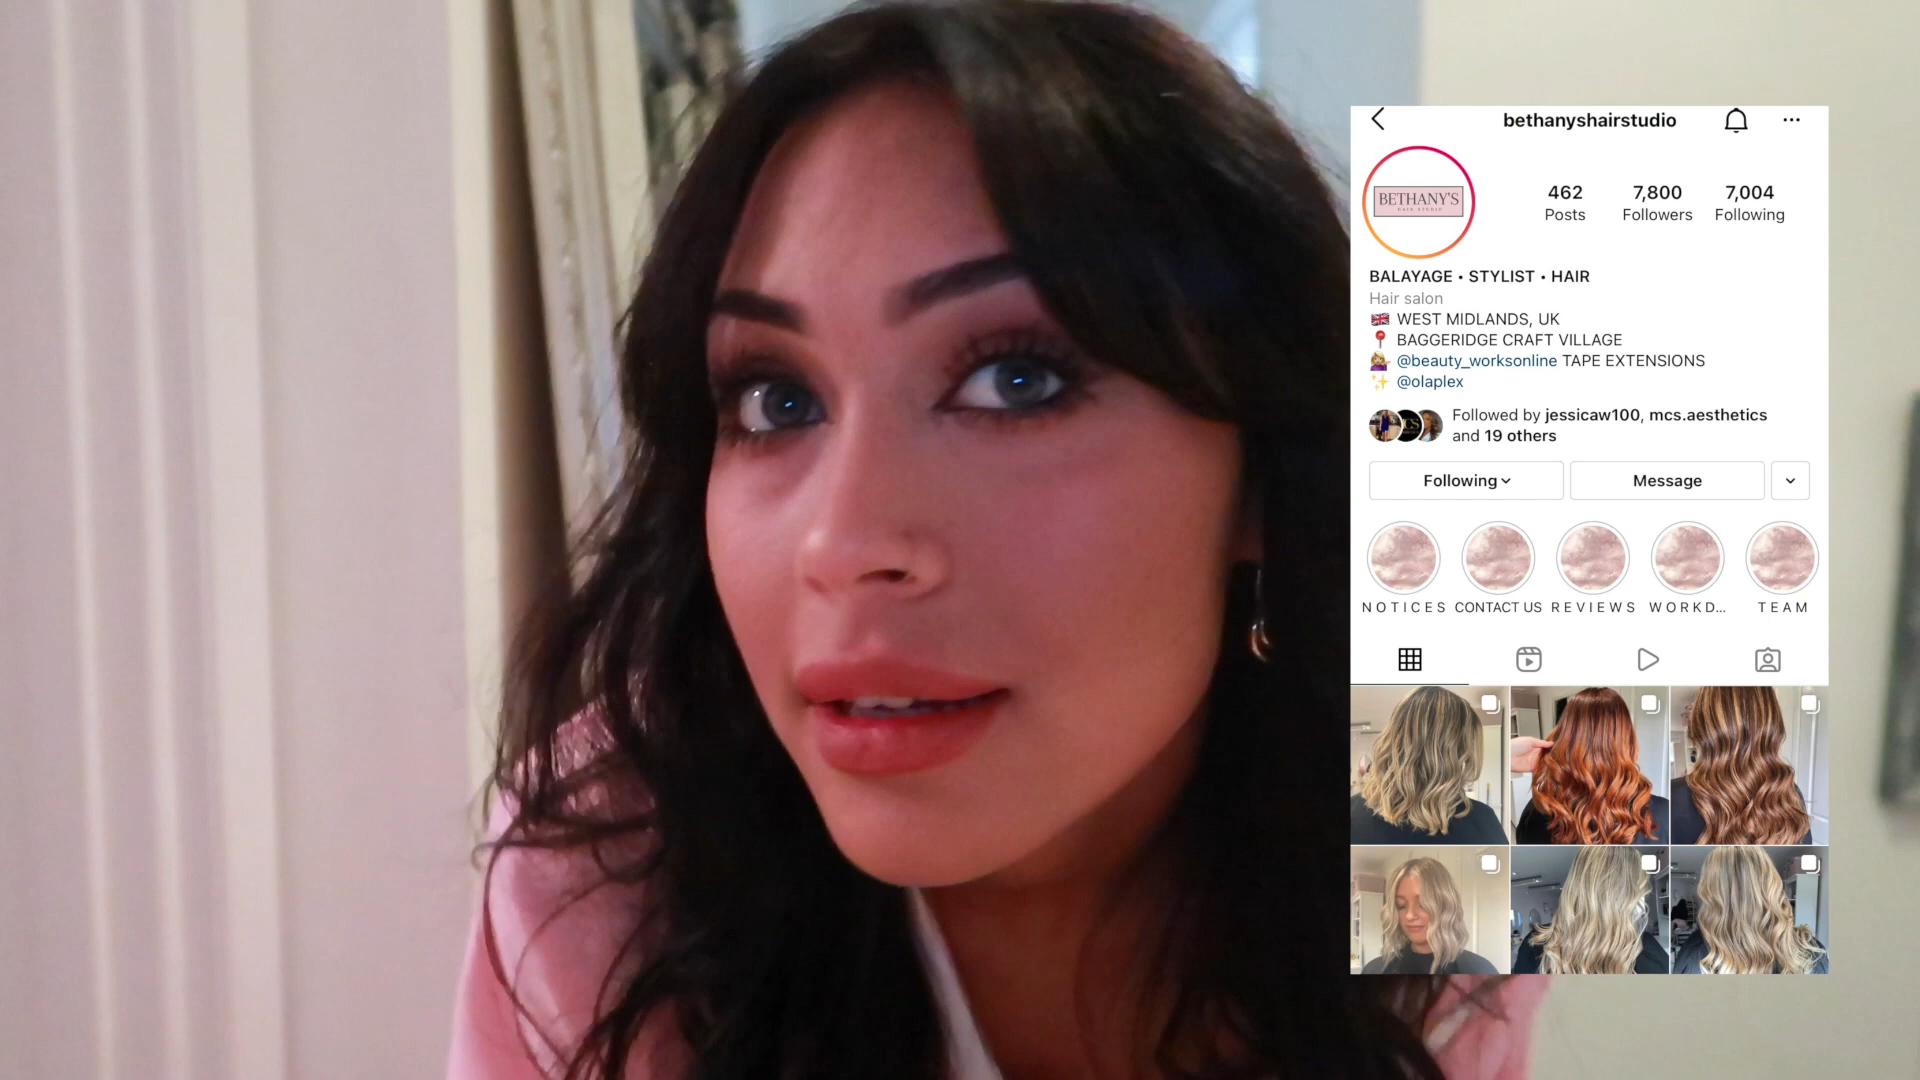 bethanyshairstudio
BETHANY'S
HAIR STUDIO
462 7,800 7,004
Posts Followers Following
BALAYAGE • STYLIST • HAIR
Hair salon
🇬🇧 WEST MIDLANDS, UK
📍 BAGGERIDGE CRAFT VILLAGE
💁🏼‍♀️ @beauty_worksonline TAPE EXTENSIONS
✨ @olaplex
Followed by jessicaw100, mcs.aesthetics
and 19 others
Following Message
NOTICES CONTACT US REVIEWS WORKD... TEAM